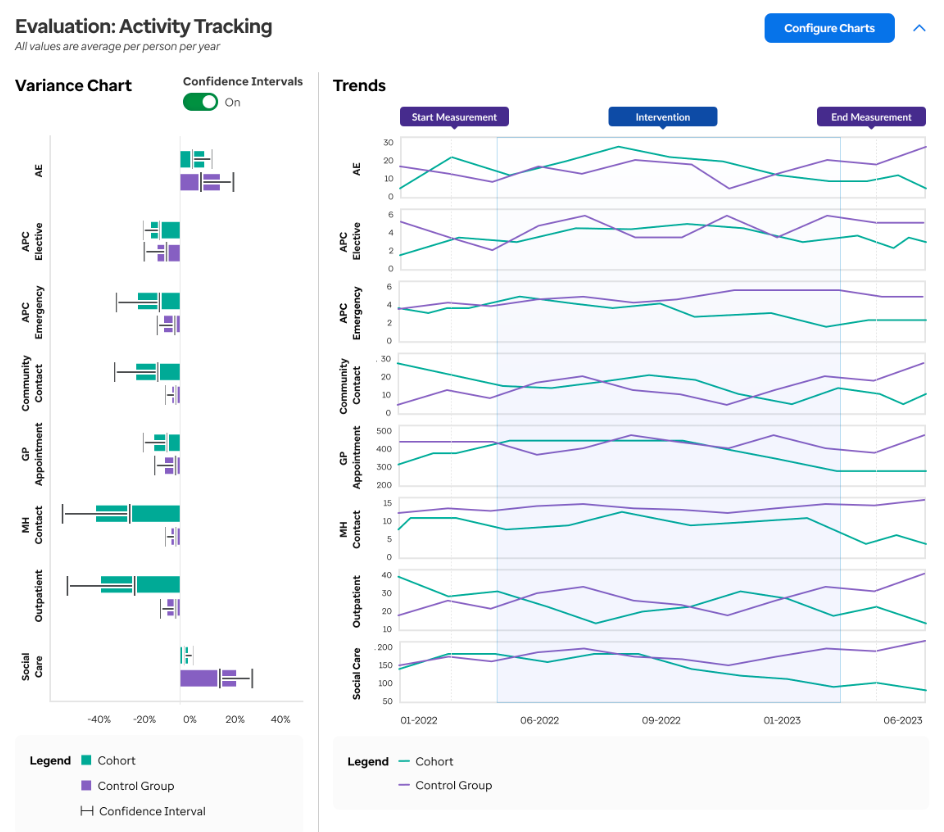 Evaluation: Activity Tracking
All values are average per person per year
Configure Charts
Variance Chart
Confidence Intervals
On
AE
APC
Elective
APC
Emergency
Community
Contact
GP
Appointment
MH
Contact
Outpatient
Social
Care
-40% -20% 0% 20% 40%
Legend Cohort
Control Group
Confidence Interval
Trends
Start Measurement Intervention End Measurement
AE
30
20
10
0
APC
Elective
6
4
2
0
APC
Emergency
6
4
2
0
Community
Contact
30
20
10
0
GP
Appointment
500
400
300
200
MH
Contact
15
10
5
0
Outpatient
40
30
20
10
Social Care
200
150
100
50
01-2022 06-2022 09-2022 01-2023 06-2023
Legend Cohort
Control Group